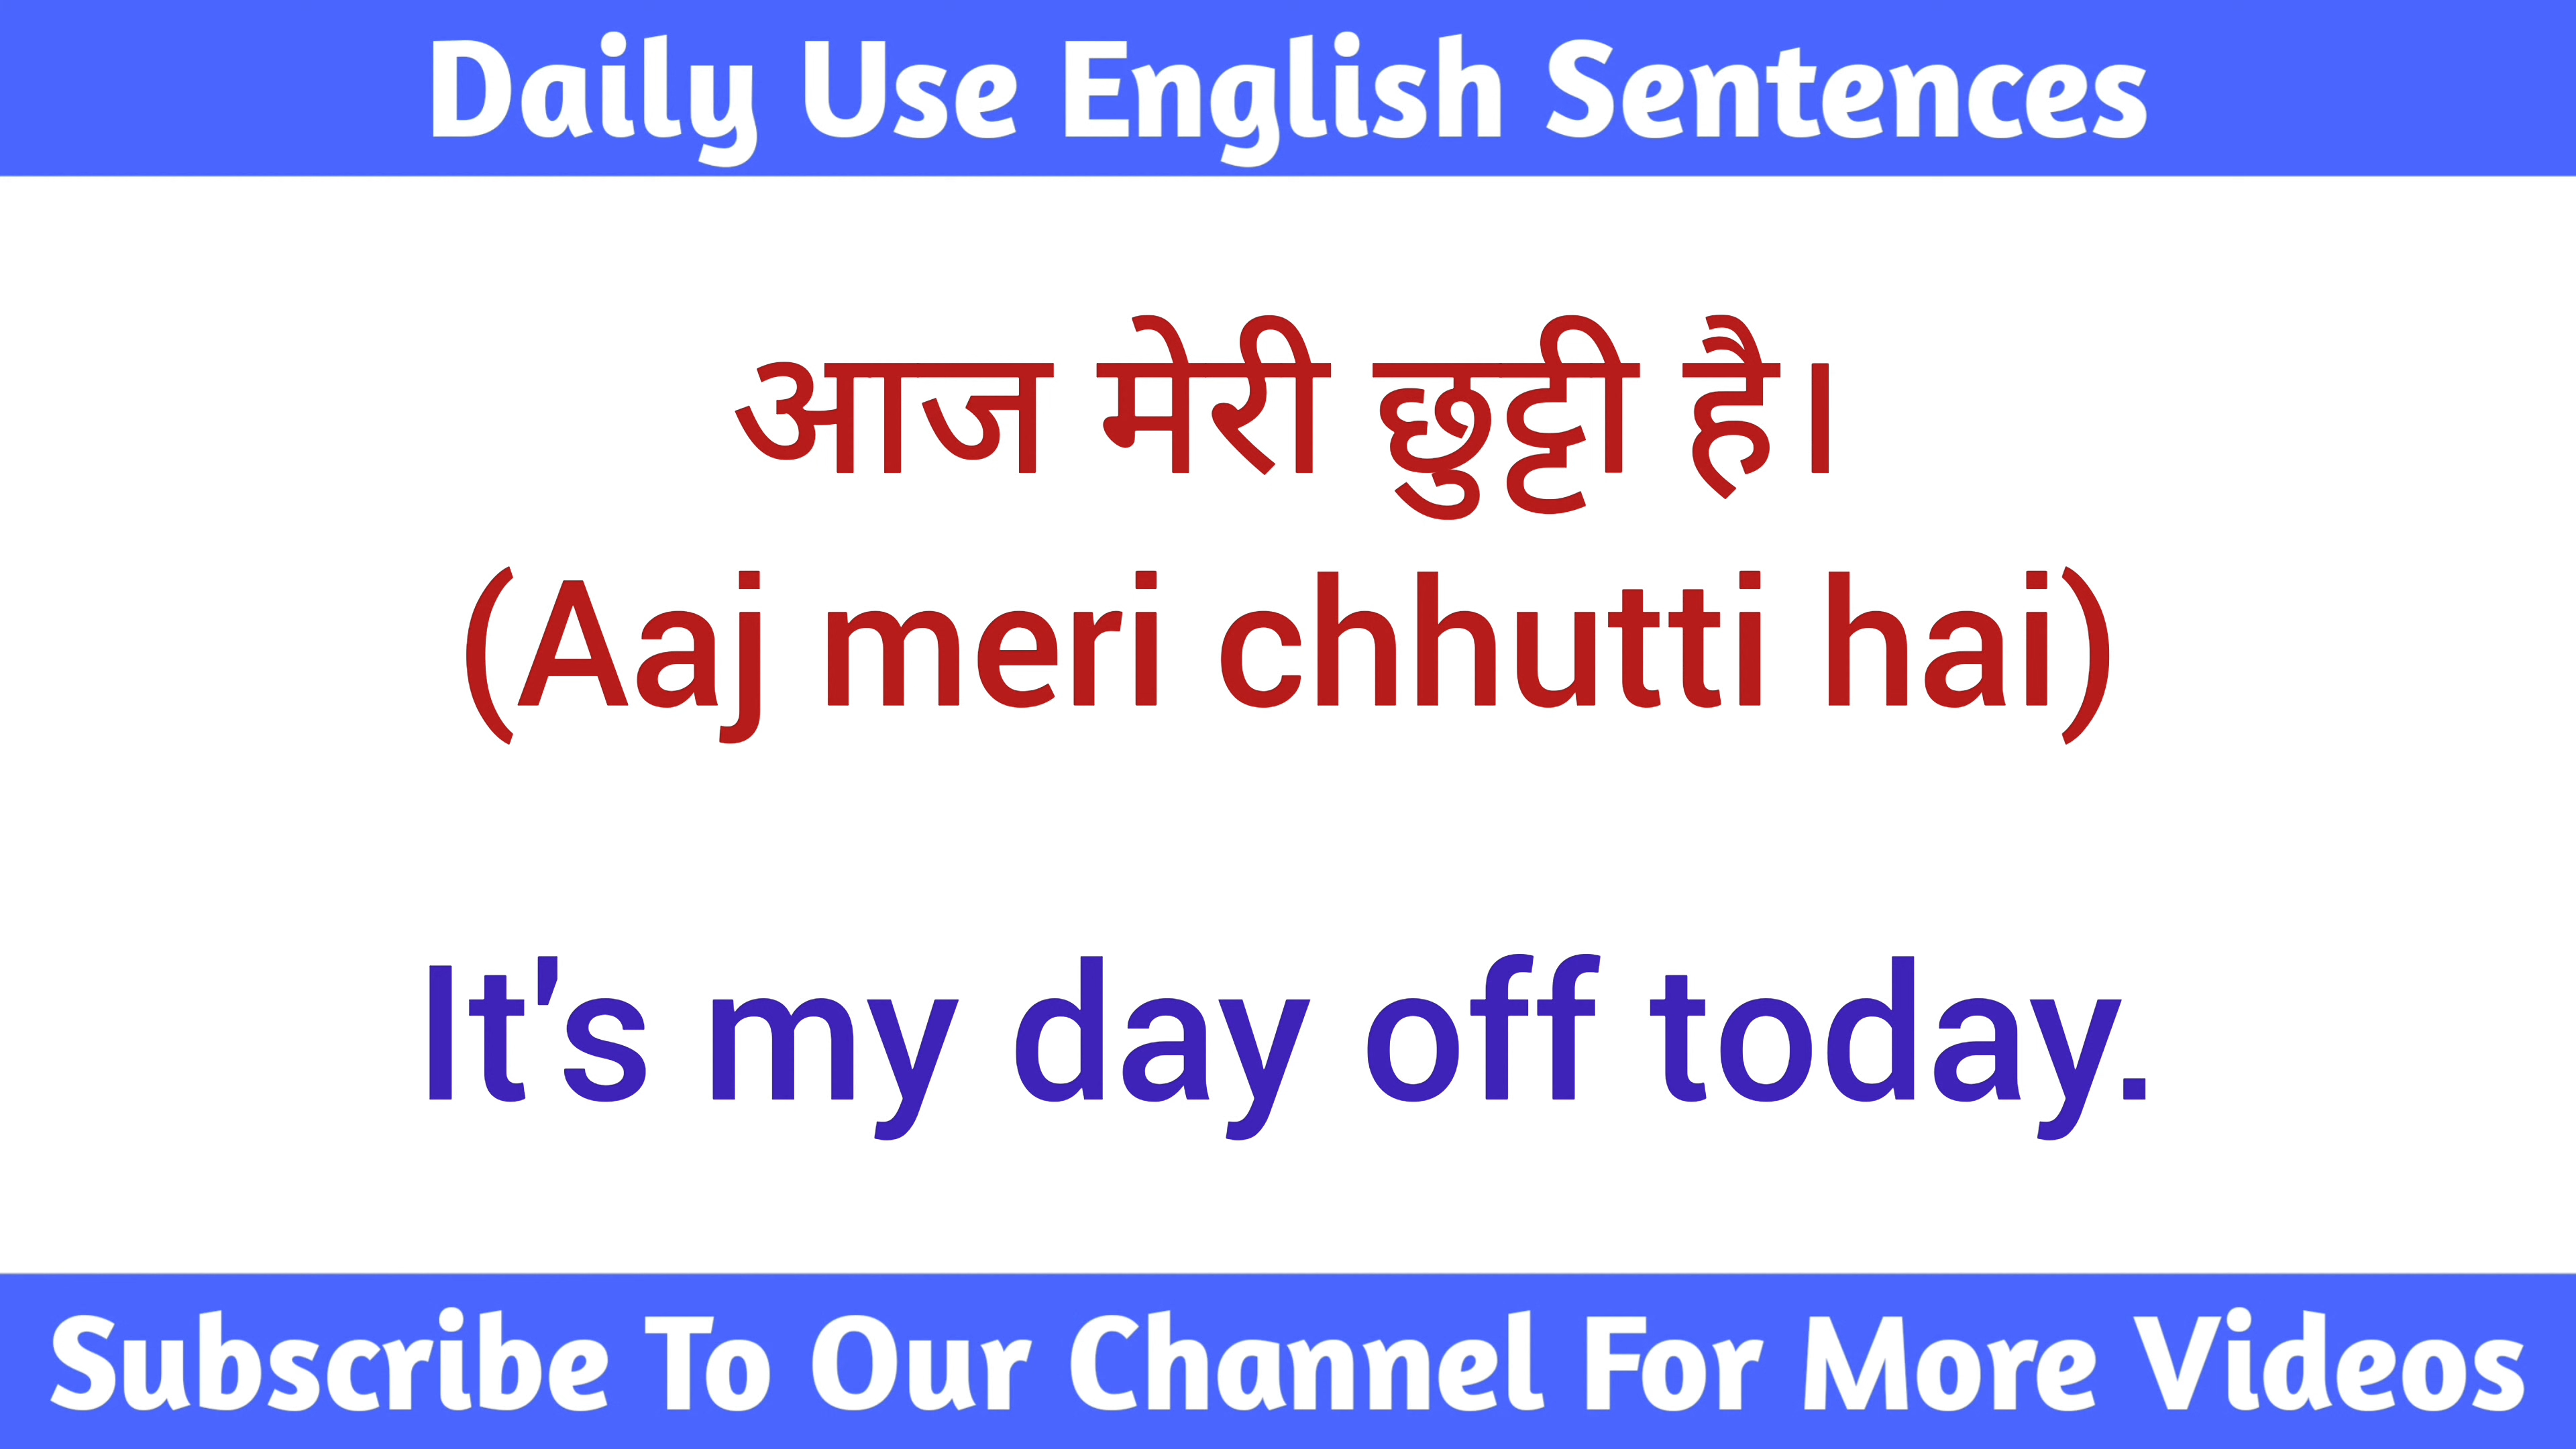 Daily Use English Sentences
आज मेरी छुट्टी है।
(Aaj meri chhutti hai)
It's my day off today.
Subscribe To Our Channel For More Videos